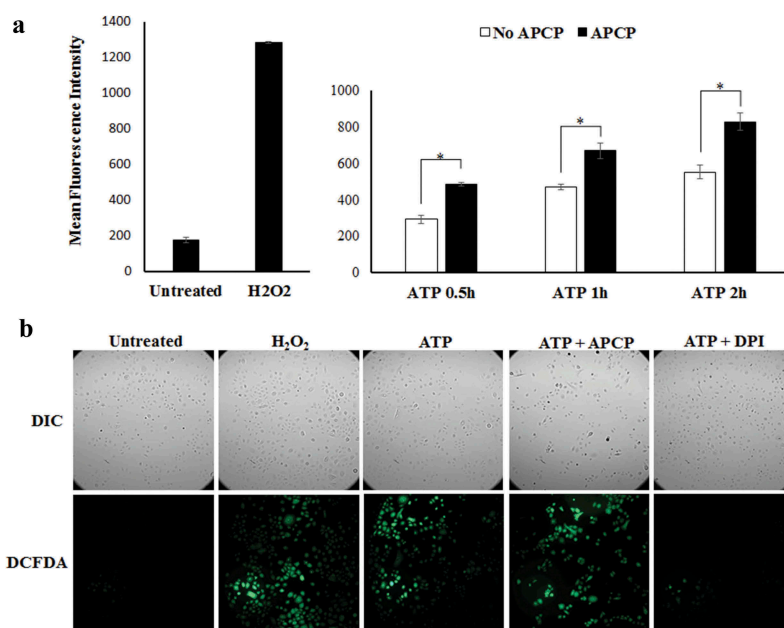 a
Mean Fluorescence Intensity
1400
1200
1000
800
600
400
200
0
Untreated H2O2
No APCP APCP
1000
800
600
400
200
0
* * *
ATP 0.5h ATP 1h ATP 2h
b
Untreated H₂O₂ ATP ATP + APCP ATP + DPI
DIC
DCFDA